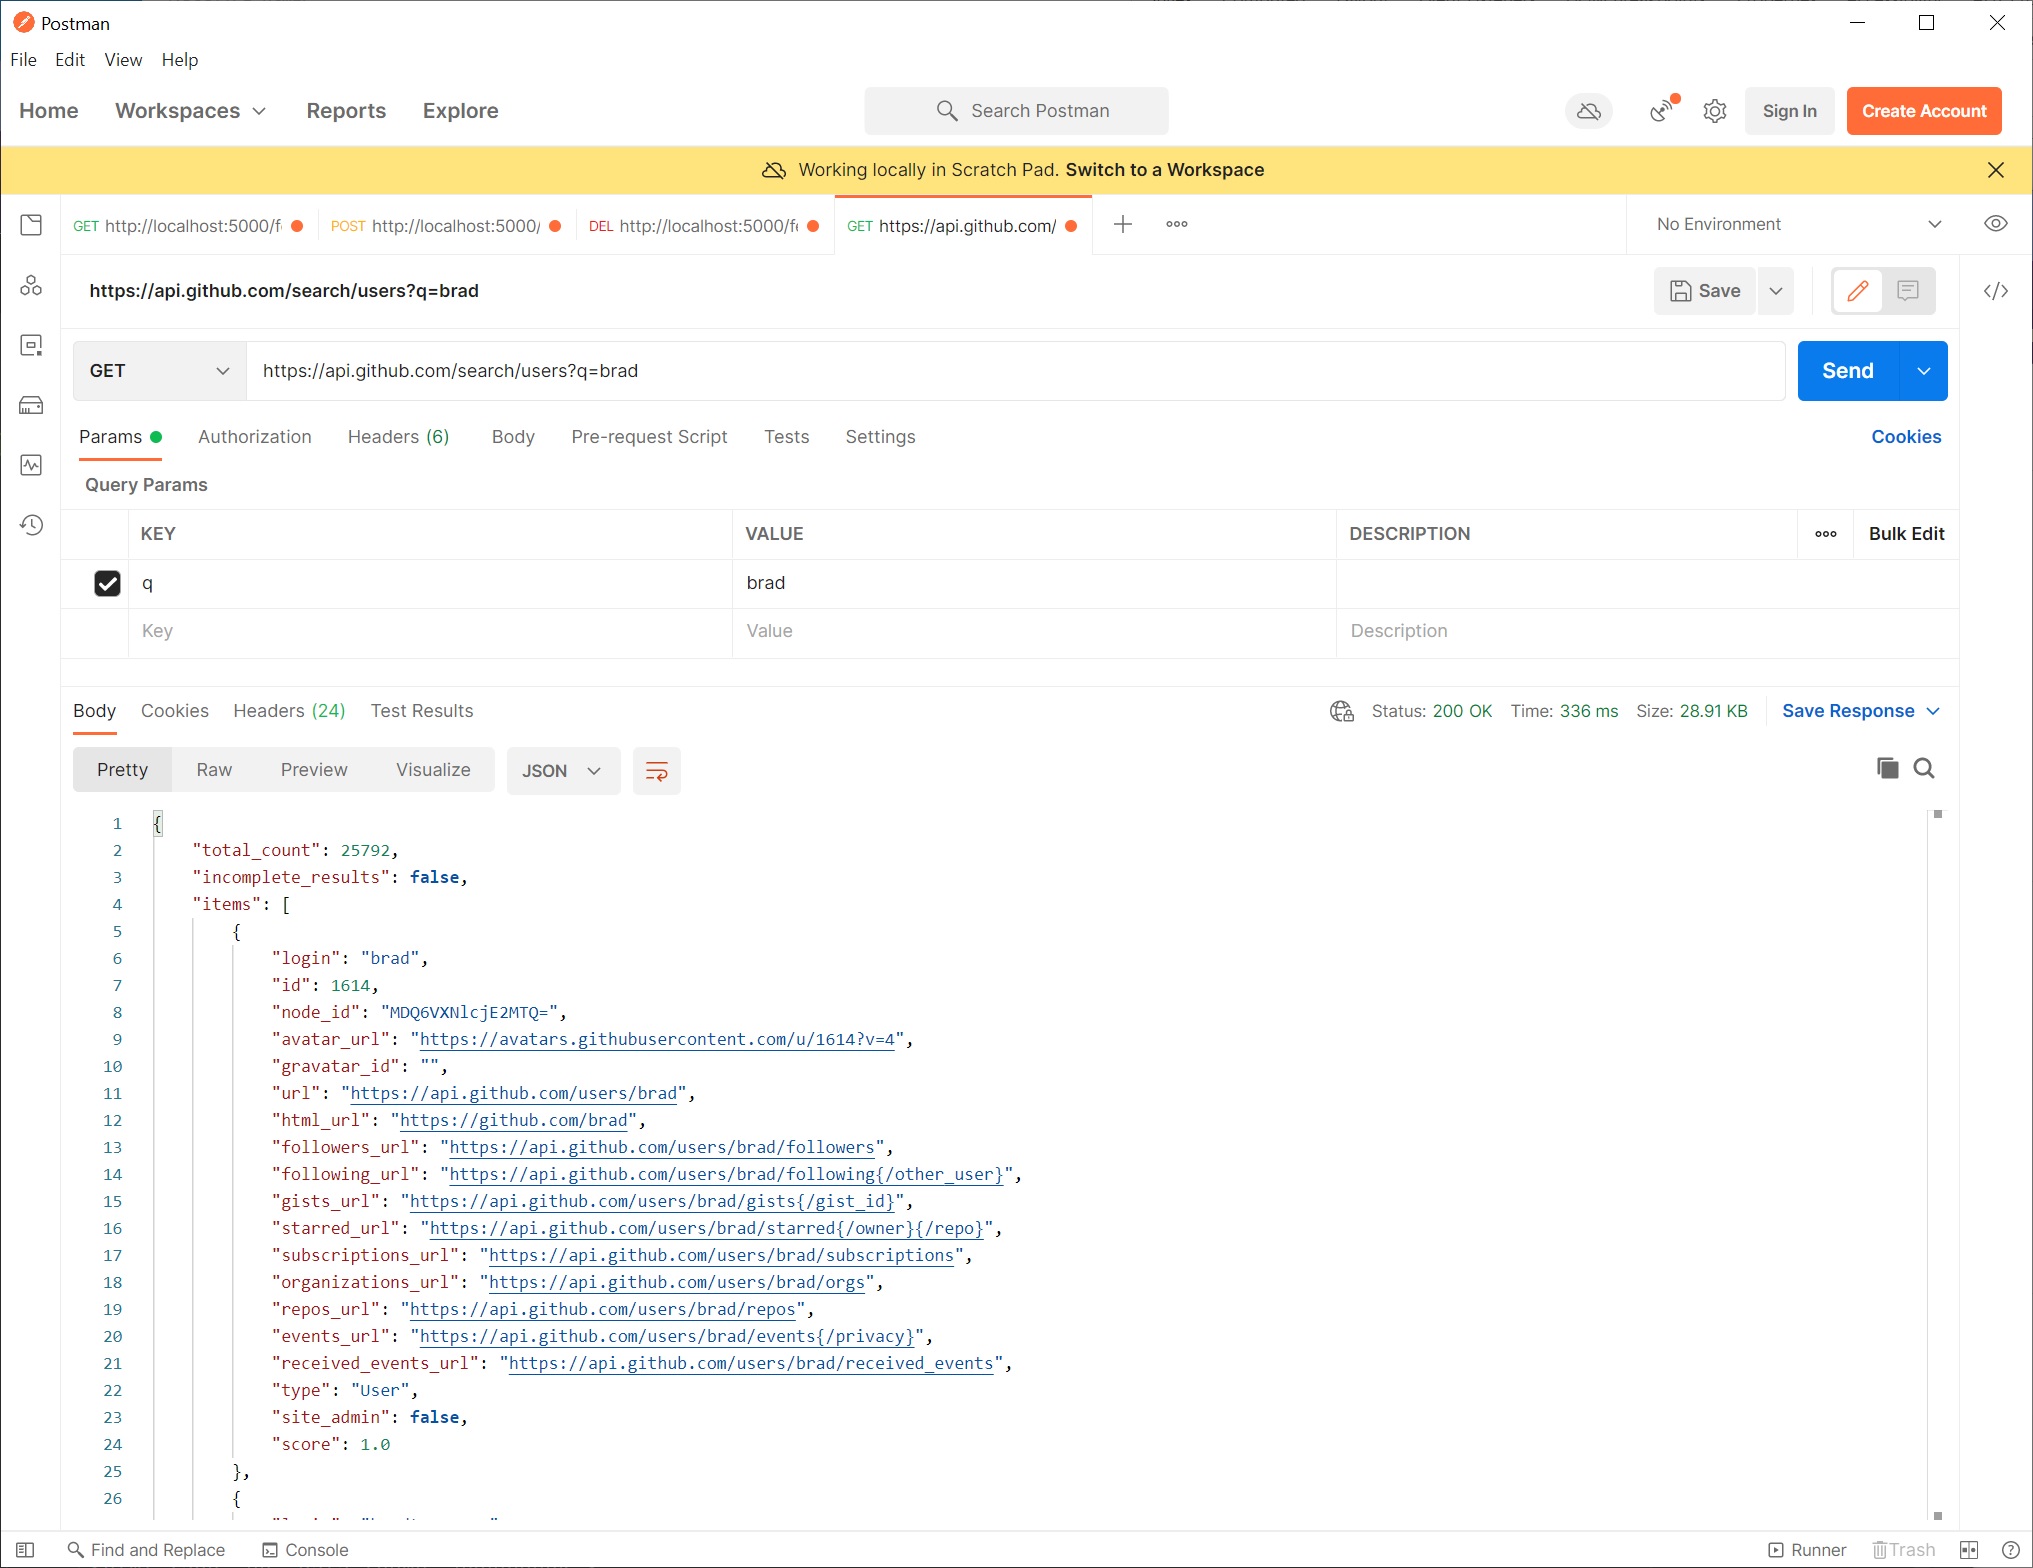 Postman
File Edit View Help
Home Workspaces Reports Explore Search Postman Sign In Create Account
Working locally in Scratch Pad. Switch to a Workspace
GET http://localhost:5000/f POST http://localhost:5000/ DEL http://localhost:5000/f GET https://api.github.com/ No Environment
https://api.github.com/search/users?q=brad Save
GET https://api.github.com/search/users?q=brad Send
Params Authorization Headers (6) Body Pre-request Script Tests Settings Cookies
Query Params
KEY VALUE DESCRIPTION Bulk Edit
q brad
Key Value Description
Body Cookies Headers (24) Test Results Status: 200 OK Time: 336 ms Size: 28.91 KB Save Response
Pretty Raw Preview Visualize JSON
1 {
2 "total_count": 25792,
3 "incomplete_results": false,
4 "items": [
5 {
6 "login": "brad",
7 "id": 1614,
8 "node_id": "MDQ6VXNlcjE2MTQ=",
9 "avatar_url": "https://avatars.githubusercontent.com/u/1614?v=4",
10 "gravatar_id": "",
11 "url": "https://api.github.com/users/brad",
12 "html_url": "https://github.com/brad",
13 "followers_url": "https://api.github.com/users/brad/followers",
14 "following_url": "https://api.github.com/users/brad/following{/other_user}",
15 "gists_url": "https://api.github.com/users/brad/gists{/gist_id}",
16 "starred_url": "https://api.github.com/users/brad/starred{/owner}{/repo}",
17 "subscriptions_url": "https://api.github.com/users/brad/subscriptions",
18 "organizations_url": "https://api.github.com/users/brad/orgs",
19 "repos_url": "https://api.github.com/users/brad/repos",
20 "events_url": "https://api.github.com/users/brad/events{/privacy}",
21 "received_events_url": "https://api.github.com/users/brad/received_events",
22 "type": "User",
23 "site_admin": false,
24 "score": 1.0
25 },
26 {
Find and Replace Console Runner Trash